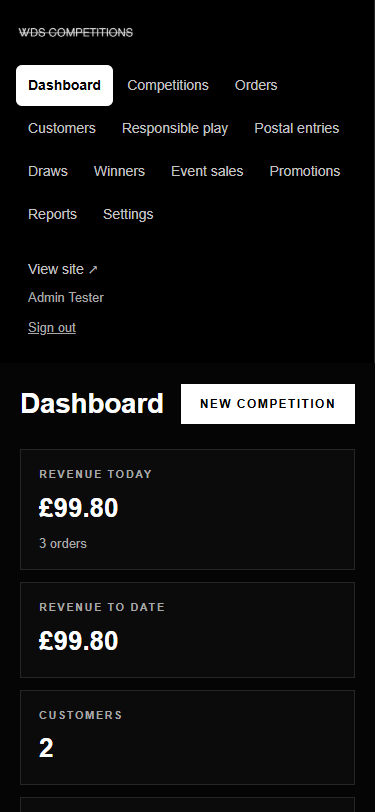 WDS COMPETITIONS
Dashboard Competitions Orders
Customers Responsible play Postal entries
Draws Winners Event sales Promotions
Reports Settings
View site ↗
Admin Tester
Sign out
Dashboard NEW COMPETITION
REVENUE TODAY
£99.80
3 orders
REVENUE TO DATE
£99.80
CUSTOMERS
2